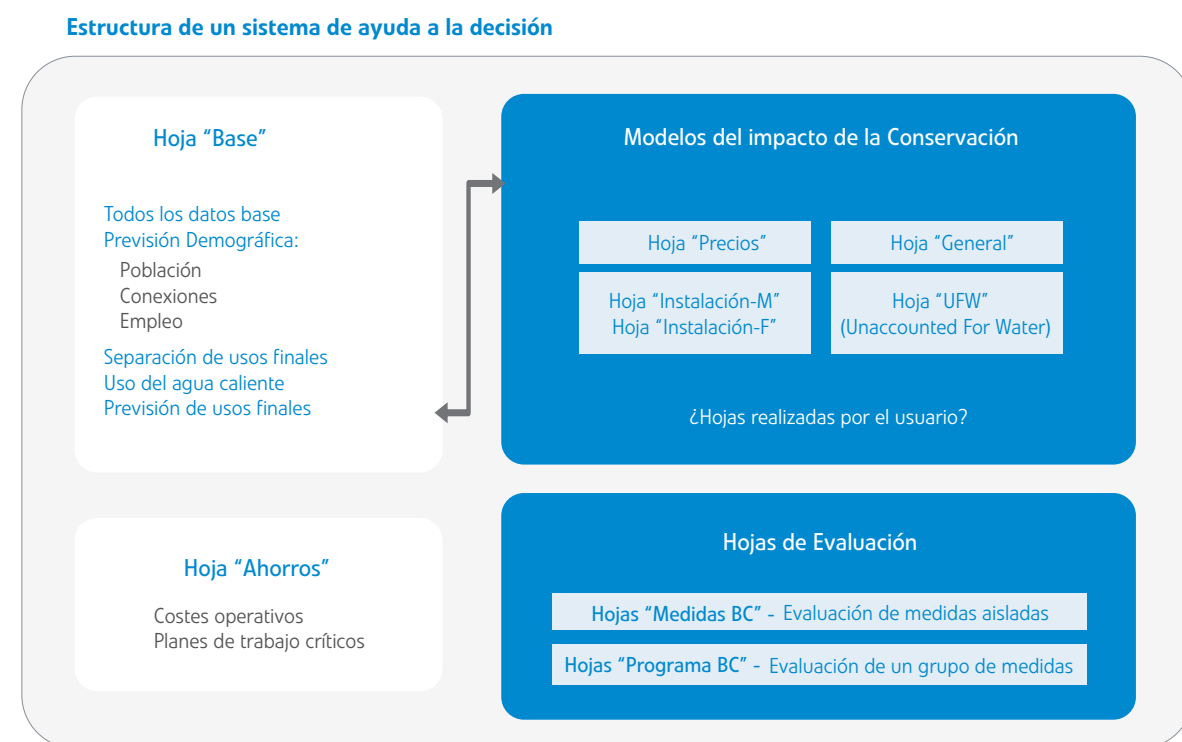 Estructura de un sistema de ayuda a la decisión
Hoja “Base”
Todos los datos base
Previsión Demográfica:
Población
Conexiones
Empleo
Separación de usos finales
Uso del agua caliente
Previsión de usos finales
Modelos del impacto de la Conservación
Hoja “Precios”
Hoja “General”
Hoja “Instalación-M”
Hoja “Instalación-F”
Hoja “UFW”
(Unaccounted For Water)
¿Hojas realizadas por el usuario?
Hoja “Ahorros”
Costes operativos
Planes de trabajo críticos
Hojas de Evaluación
Hojas “Medidas BC” - Evaluación de medidas aisladas
Hojas “Programa BC” - Evaluación de un grupo de medidas